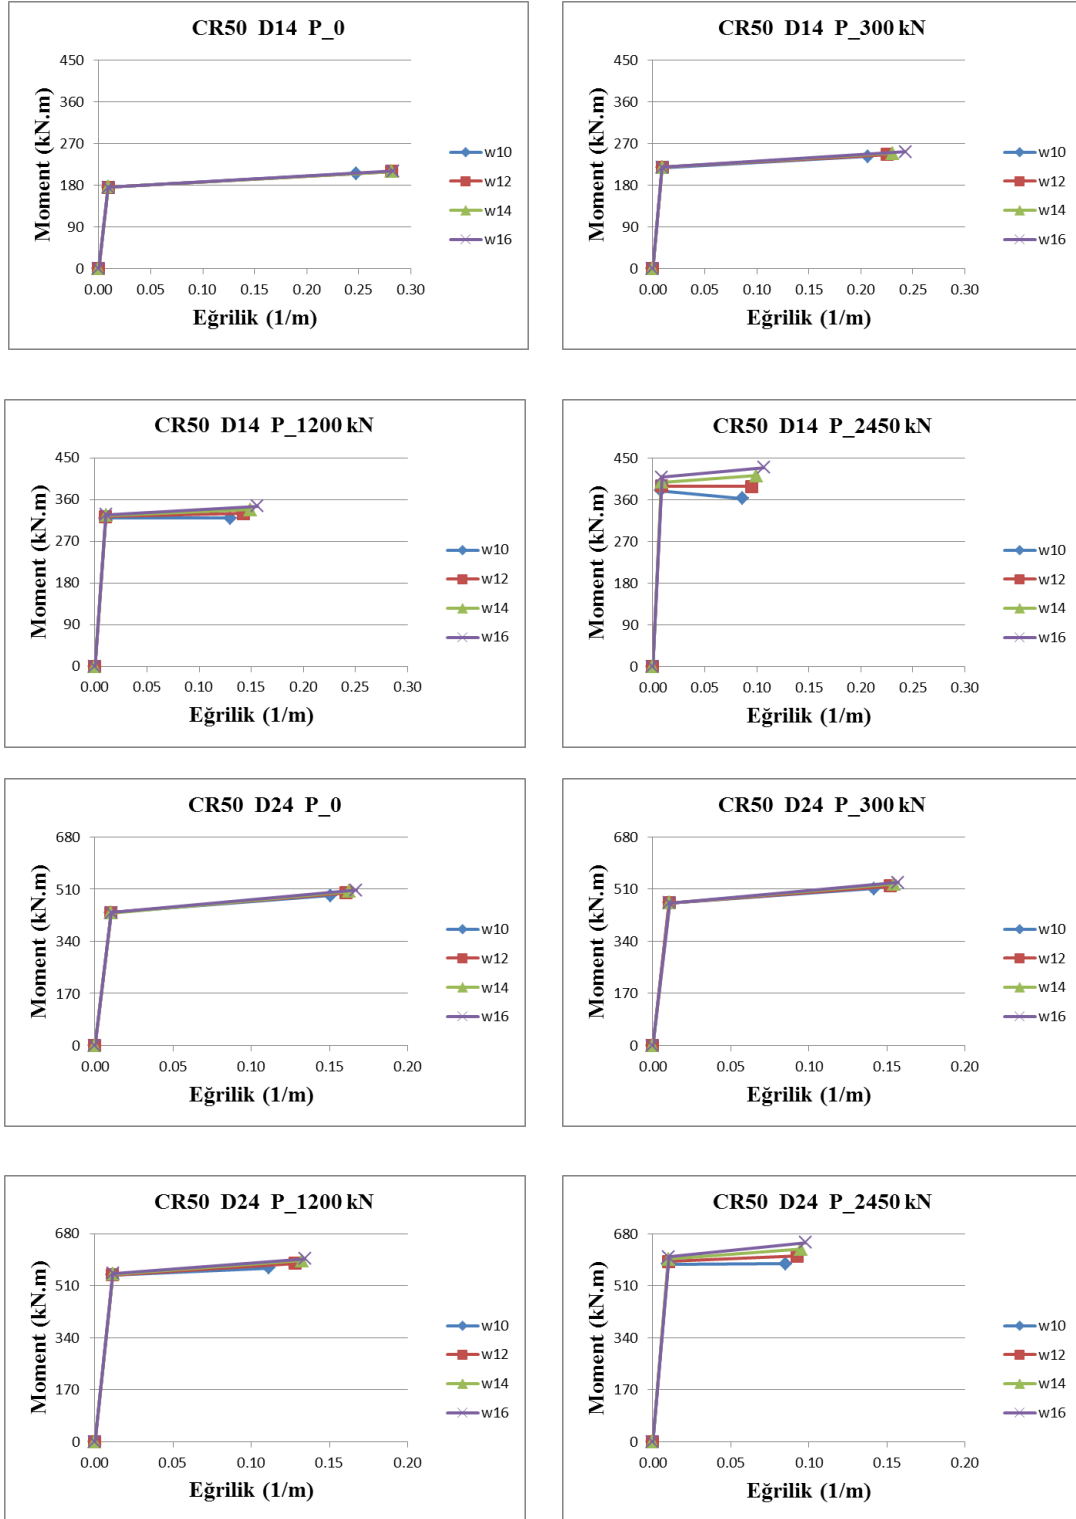 CR50 D14 P_0
Moment (kN.m)
450
360
270
180
90
0
0.00 0.05 0.10 0.15 0.20 0.25 0.30
Eğrilik (1/m)
w10
w12
w14
w16
CR50 D14 P_300 kN
Moment (kN.m)
450
360
270
180
90
0
0.00 0.05 0.10 0.15 0.20 0.25 0.30
Eğrilik (1/m)
w10
w12
w14
w16
CR50 D14 P_1200 kN
Moment (kN.m)
450
360
270
180
90
0
0.00 0.05 0.10 0.15 0.20 0.25 0.30
Eğrilik (1/m)
w10
w12
w14
w16
CR50 D14 P_2450 kN
Moment (kN.m)
450
360
270
180
90
0
0.00 0.05 0.10 0.15 0.20 0.25 0.30
Eğrilik (1/m)
w10
w12
w14
w16
CR50 D24 P_0
Moment (kN.m)
680
510
340
170
0
0.00 0.05 0.10 0.15 0.20
Eğrilik (1/m)
w10
w12
w14
w16
CR50 D24 P_300 kN
Moment (kN.m)
680
510
340
170
0
0.00 0.05 0.10 0.15 0.20
Eğrilik (1/m)
w10
w12
w14
w16
CR50 D24 P_1200 kN
Moment (kN.m)
680
510
340
170
0
0.00 0.05 0.10 0.15 0.20
Eğrilik (1/m)
w10
w12
w14
w16
CR50 D24 P_2450 kN
Moment (kN.m)
680
510
340
170
0
0.00 0.05 0.10 0.15 0.20
Eğrilik (1/m)
w10
w12
w14
w16